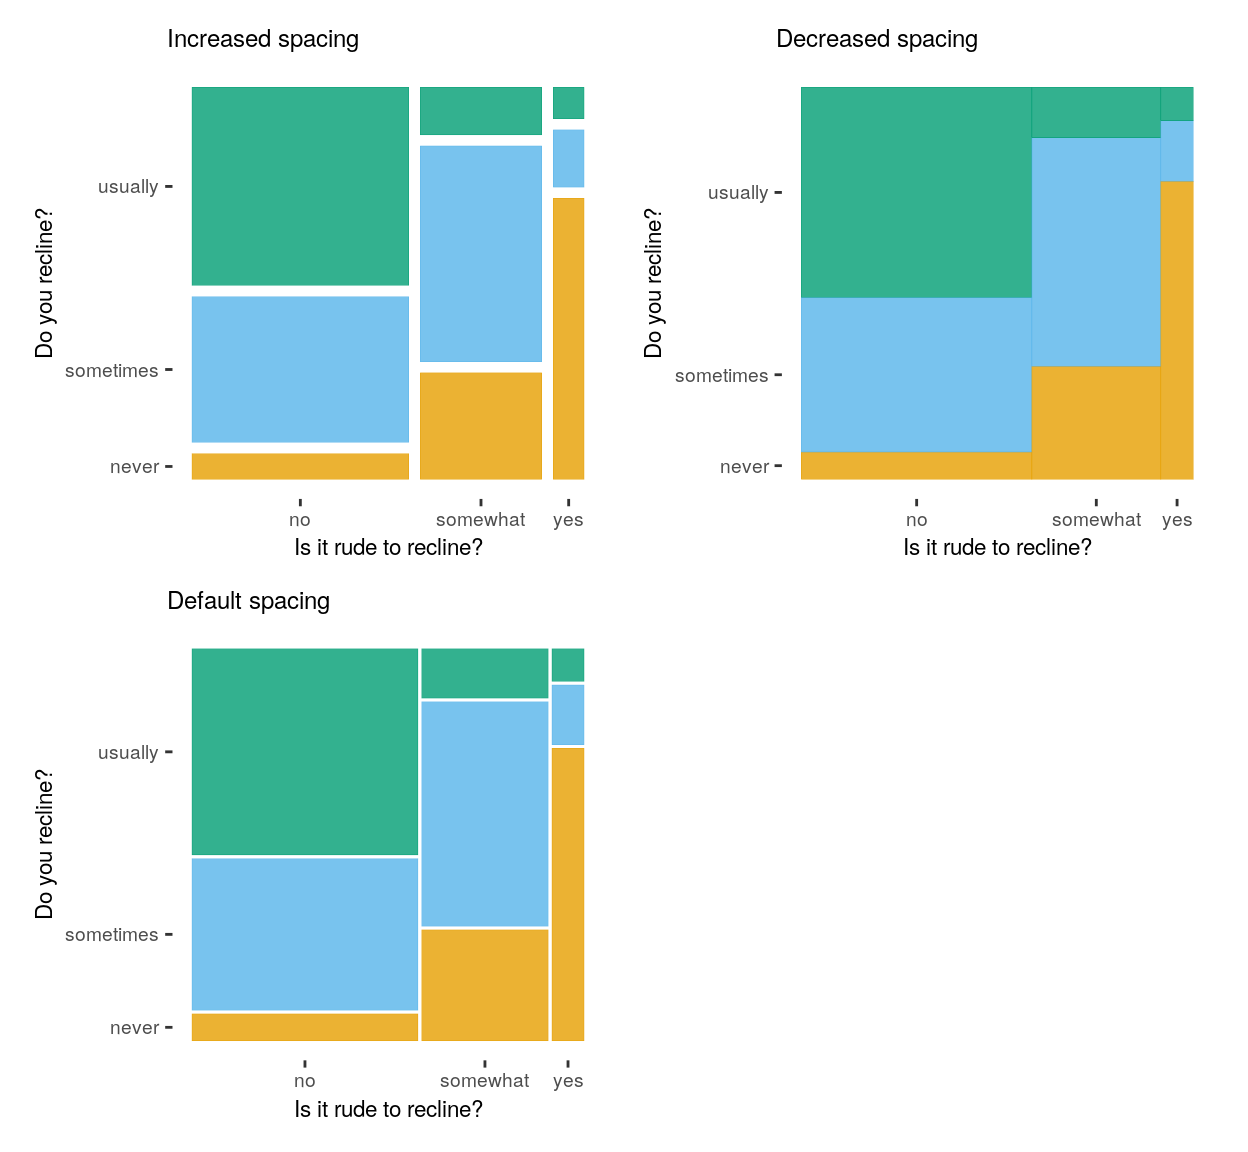 Increased spacing
Do you recline?
usually
sometimes
never
no somewhat yes
Is it rude to recline?
Decreased spacing
Do you recline?
usually
sometimes
never
no somewhat yes
Is it rude to recline?
Default spacing
Do you recline?
usually
sometimes
never
no somewhat yes
Is it rude to recline?